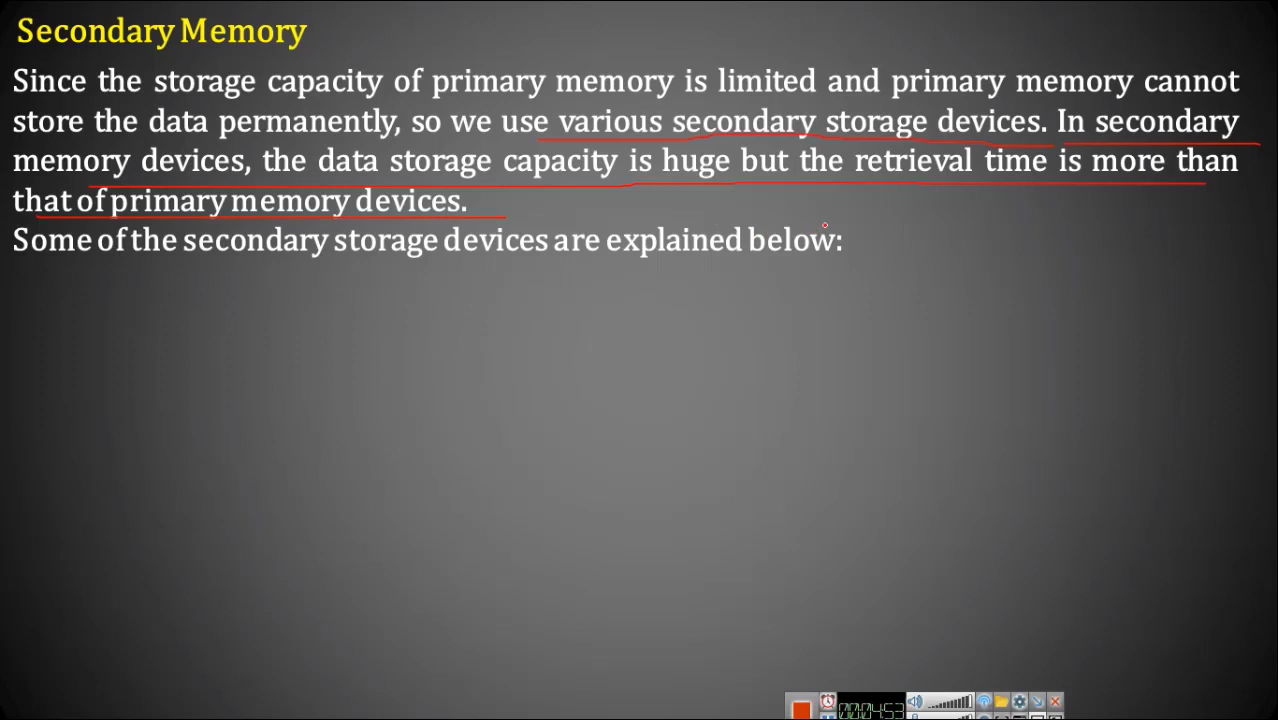 Secondary Memory
Since the storage capacity of primary memory is limited and primary memory cannot
store the data permanently, so we use various secondary storage devices. In secondary
memory devices, the data storage capacity is huge but the retrieval time is more than
that of primary memory devices.
Some of the secondary storage devices are explained below:
00:04:53